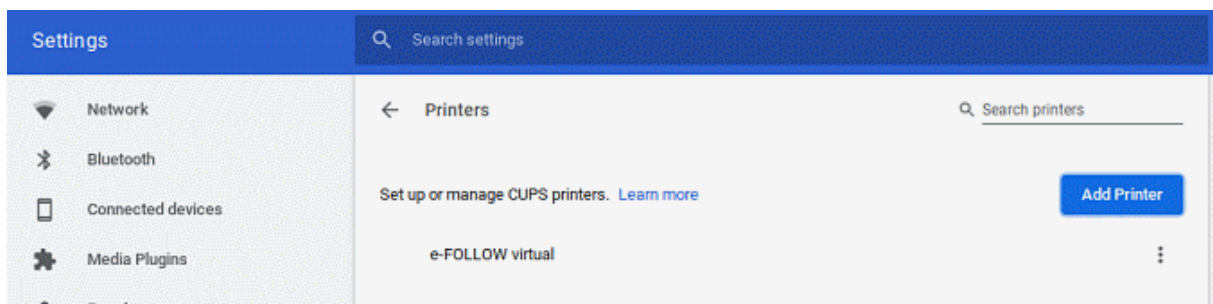 Settings
Search settings
Network
Bluetooth
Connected devices
Media Plugins
Printers
Search printers
Set up or manage CUPS printers. Learn more
Add Printer
e-FOLLOW virtual